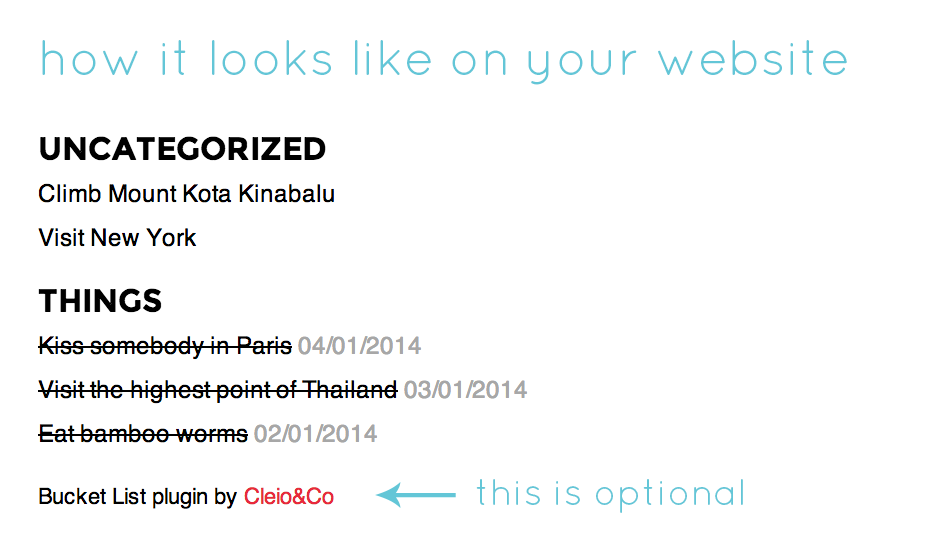 how it looks like on your website
UNCATEGORIZED
Climb Mount Kota Kinabalu
Visit New York
THINGS
Kiss somebody in Paris 04/01/2014
Visit the highest point of Thailand 03/01/2014
Eat bamboo worms 02/01/2014
Bucket List plugin by Cleio&Co this is optional